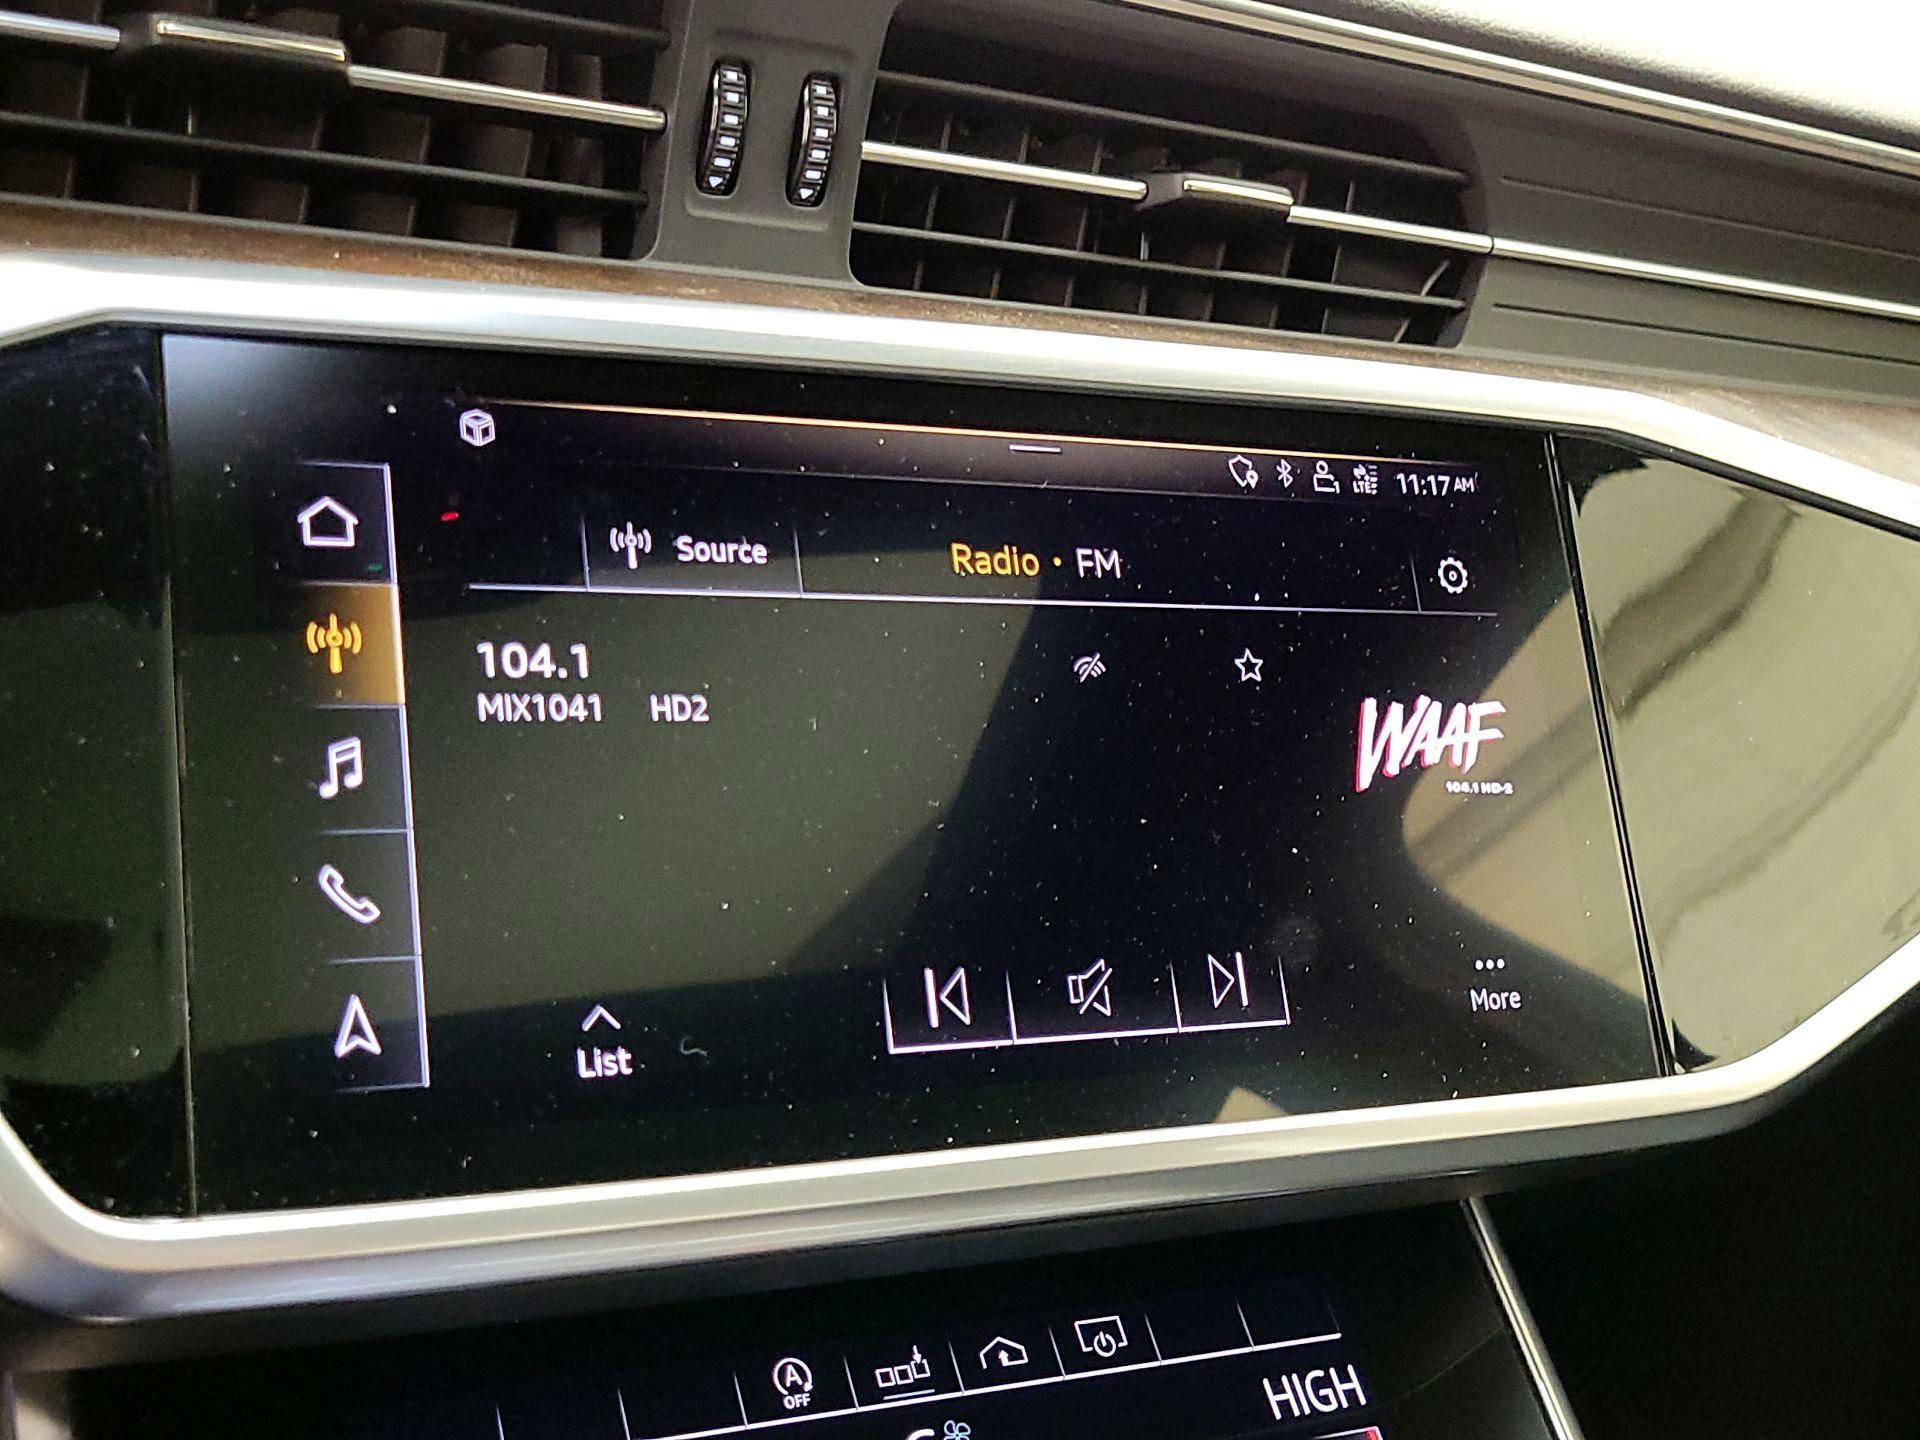 LTE
11:17 AM
Source
Radio • FM
104.1
MIX1041 HD2
WAAF
104.1 HD-2
List
More
A
OFF
HIGH